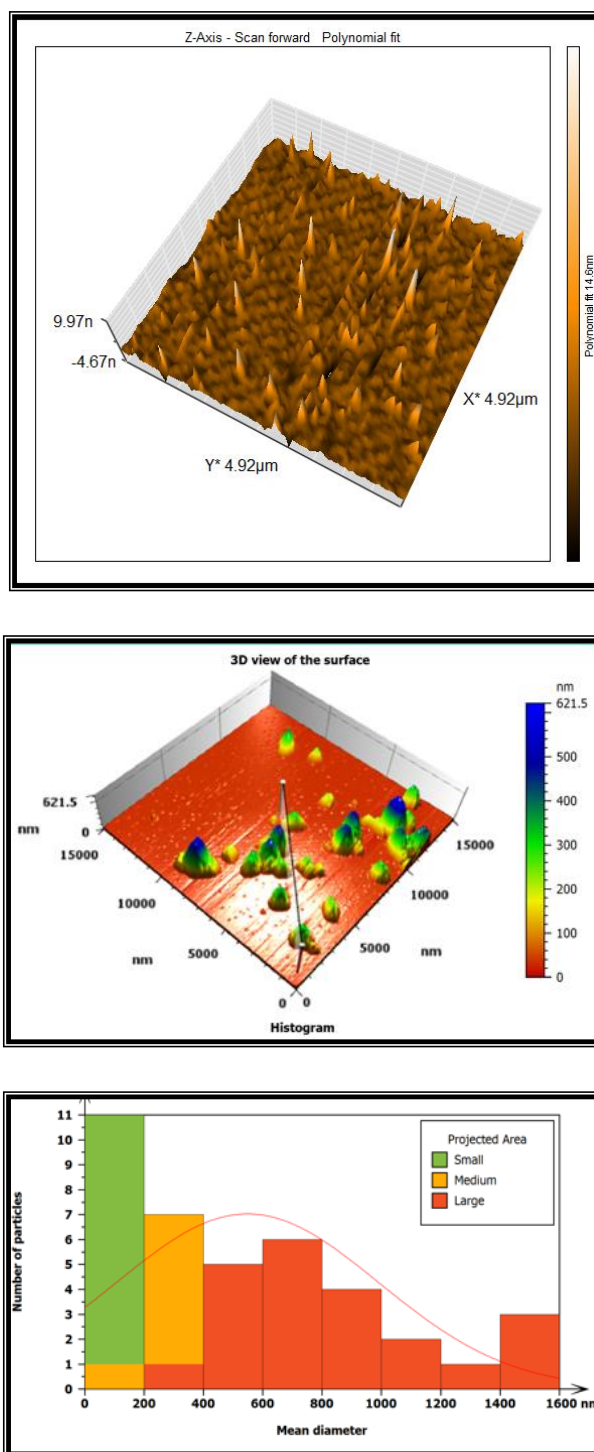 Z-Axis - Scan forward Polynomial fit
9.97n
-4.67n
X* 4.92µm
Y* 4.92µm
Polynomial fit 14.6nm
3D view of the surface
nm
621.5
500
400
300
200
100
0
621.5
nm
0
15000
10000
nm
5000
0
0
5000
nm
10000
15000
Histogram
11
10
9
8
7
6
5
4
3
2
1
0
Number of particles
Projected Area
Small
Medium
Large
0 200 400 600 800 1000 1200 1400 1600 nm
Mean diameter